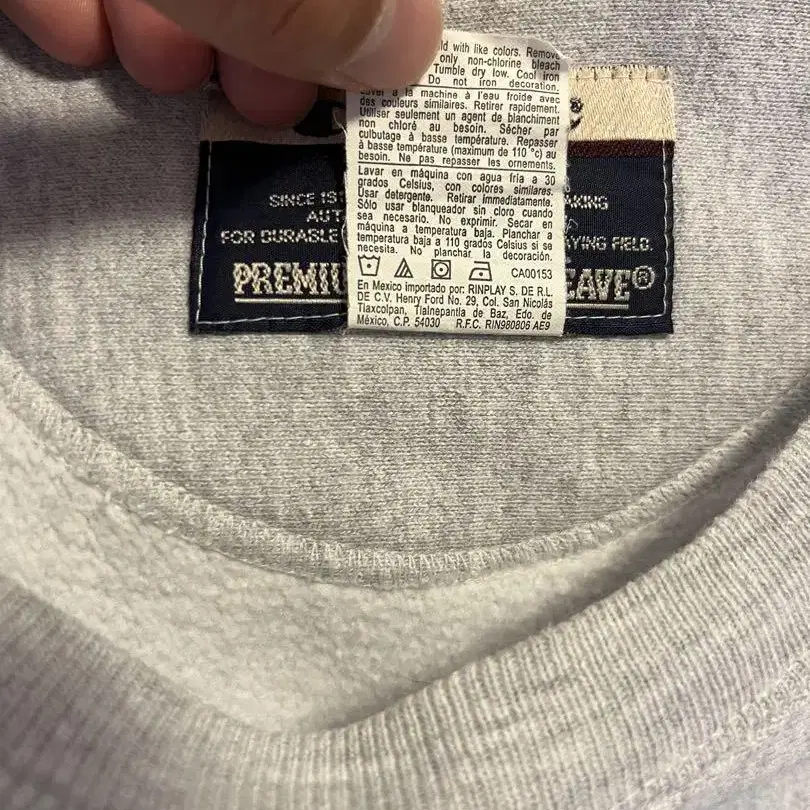 ld with like colors. Remove
only non-chlorine bleach
Tumble dry low. Cool iron
Do not iron decoration.
Laver à la machine à l'eau froide avec
des couleurs similaires. Retirer rapidement.
Utiliser seulement un agent de blanchiment
non chloré au besoin. Sécher par
culbutage à basse température. Repasser
à basse température (maximum de 110 °c) au
besoin. Ne pas repasser les ornements.
Lavar en máquina con agua fría a 30
grados Celsius, con colores similares.
Usar detergente. Retirar immediatamente.
Sólo usar blanqueador sin cloro cuando
sea necesario. No exprimir. Secar en
máquina a temperatura baja. Planchar a
temperatura baja a 110 grados Celsius si se
necesita. No planchar la decoración.
CA00153
En Mexico importado por: RINPLAY S. DE R.L.
DE C.V. Henry Ford No. 29, Col. San Nicolás
Tlaxcolpan, Tlalnepantla de Baz, Edo. de
México, C.P. 54030 R.F.C. RIN980806 AE9
®
SINCE 191 AKING
AUT
FOR DURABLE AYING FIELD.
PREMIU EAVE®